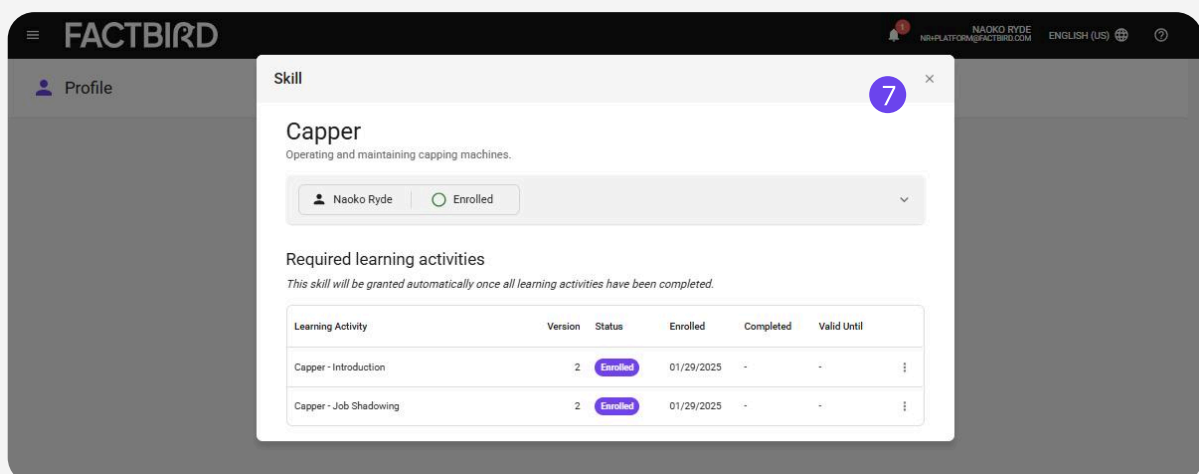 FACTBIRD
1
NAOKO RYDE
NR+PLATFORM@FACTBIRD.COM
ENGLISH (US)
Profile
Skill
7
Capper
Operating and maintaining capping machines.
Naoko Ryde
Enrolled
Required learning activities
This skill will be granted automatically once all learning activities have been completed.
Learning Activity Version Status Enrolled Completed Valid Until
Capper - Introduction 2 Enrolled 01/29/2025 - -
Capper - Job Shadowing 2 Enrolled 01/29/2025 - -